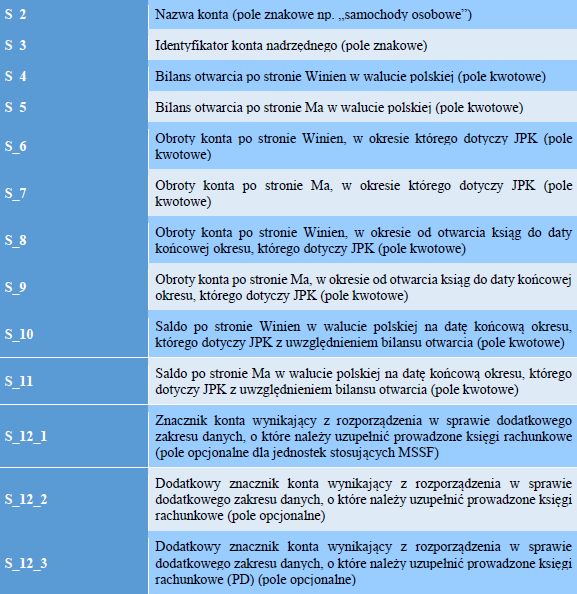 S_2 Nazwa konta (pole znakowe np. „samochody osobowe”)
S_3 Identyfikator konta nadrzędnego (pole znakowe)
S_4 Bilans otwarcia po stronie Winien w walucie polskiej (pole kwotowe)
S_5 Bilans otwarcia po stronie Ma w walucie polskiej (pole kwotowe)
S_6 Obroty konta po stronie Winien, w okresie którego dotyczy JPK (pole
kwotowe)
S_7 Obroty konta po stronie Ma, w okresie którego dotyczy JPK (pole
kwotowe)
S_8 Obroty konta po stronie Winien, w okresie od otwarcia ksiąg do daty
końcowej okresu, którego dotyczy JPK (pole kwotowe)
S_9 Obroty konta po stronie Ma, w okresie od otwarcia ksiąg do daty końcowej
okresu, którego dotyczy JPK (pole kwotowe)
S_10 Saldo po stronie Winien w walucie polskiej na datę końcową okresu,
którego dotyczy JPK z uwzględnieniem bilansu otwarcia (pole kwotowe)
S_11 Saldo po stronie Ma w walucie polskiej na datę końcową okresu, którego
dotyczy JPK z uwzględnieniem bilansu otwarcia (pole kwotowe)
S_12_1 Znacznik konta wynikający z rozporządzenia w sprawie dodatkowego
zakresu danych, o które należy uzupełnić prowadzone księgi rachunkowe
(pole opcjonalne dla jednostek stosujących MSSF)
S_12_2 Dodatkowy znacznik konta wynikający z rozporządzenia w sprawie
dodatkowego zakresu danych, o które należy uzupełnić prowadzone księgi
rachunkowe (pole opcjonalne)
S_12_3 Dodatkowy znacznik konta wynikający z rozporządzenia w sprawie
dodatkowego zakresu danych, o które należy uzupełnić prowadzone księgi
rachunkowe (PD) (pole opcjonalne)